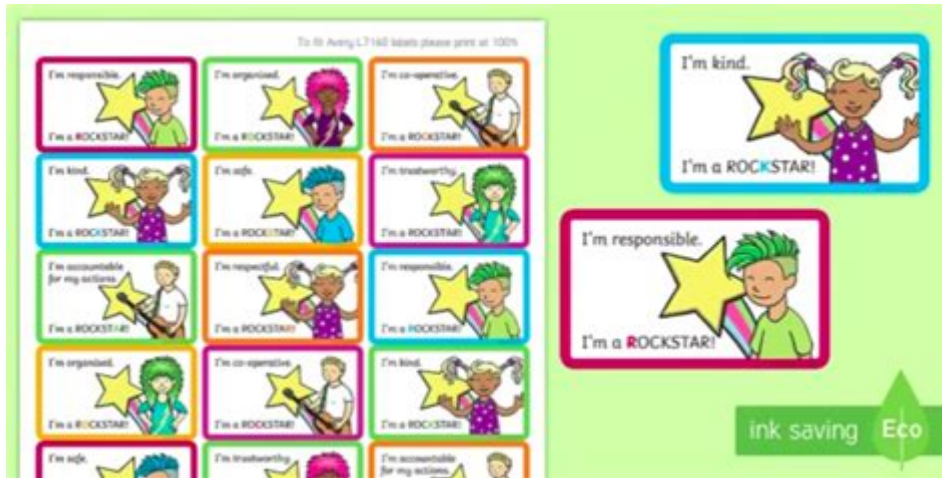 To fit Avery L7160 labels please print at 100%
I'm responsible.
I'm a ROCKSTAR!
I'm organised.
I'm a ROCKSTAR!
I'm co-operative.
I'm a ROCKSTAR!
I'm kind.
I'm a ROCKSTAR!
I'm safe.
I'm a ROCKSTAR!
I'm trustworthy.
I'm a ROCKSTAR!
I'm accountable
for my actions.
I'm a ROCKSTAR!
I'm respectful.
I'm a ROCKSTAR!
I'm responsible.
I'm a ROCKSTAR!
I'm organised.
I'm a ROCKSTAR!
I'm co-operative.
I'm a ROCKSTAR!
I'm kind.
I'm a ROCKSTAR!
I'm safe.
I'm trustworthy.
I'm accountable
for my actions.
I'm kind.
I'm a ROCKSTAR!
I'm responsible.
I'm a ROCKSTAR!
ink saving
Eco